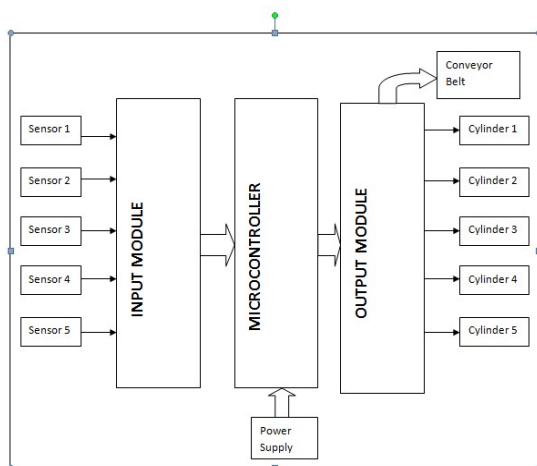 Conveyor
Belt
Sensor 1
Sensor 2
Sensor 3
Sensor 4
Sensor 5
INPUT MODULE
MICROCONTROLLER
OUTPUT MODULE
Cylinder 1
Cylinder 2
Cylinder 3
Cylinder 4
Cylinder 5
Power
Supply